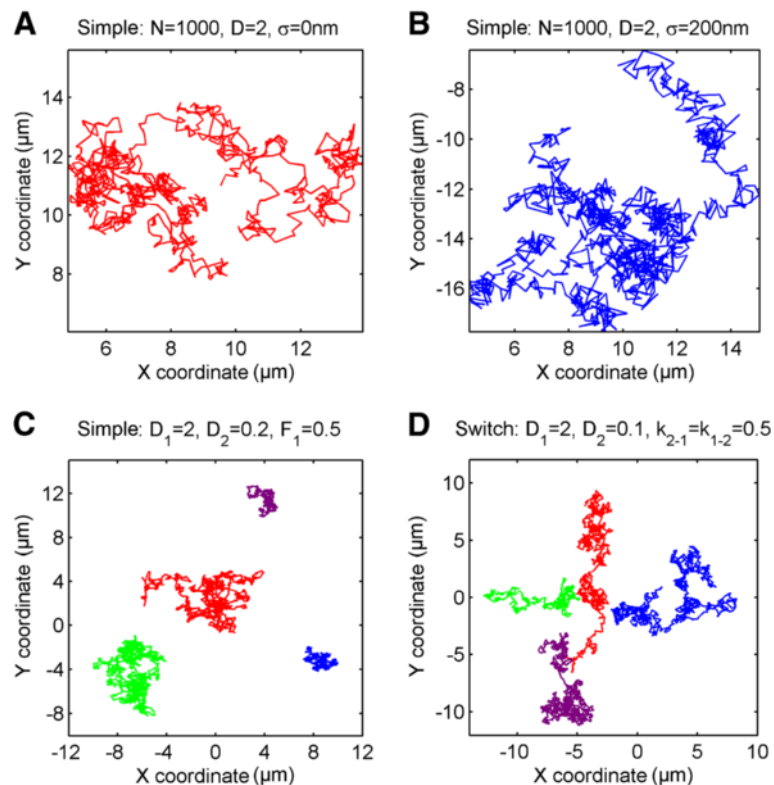 A Simple: N=1000, D=2, σ=0nm
14
12
10
8
6 8 10 12
Y coordinate (µm)
X coordinate (µm)
B Simple: N=1000, D=2, σ=200nm
-8
-10
-12
-14
-16
6 8 10 12 14
Y coordinate (µm)
X coordinate (µm)
C Simple: D₁=2, D₂=0.2, F₁=0.5
12
8
4
0
-4
-8
-12 -8 -4 0 4 8 12
Y coordinate (µm)
X coordinate (µm)
D Switch: D₁=2, D₂=0.1, k₂₋₁=k₁₋₂=0.5
10
5
0
-5
-10
-10 -5 0 5 10
Y coordinate (µm)
X coordinate (µm)